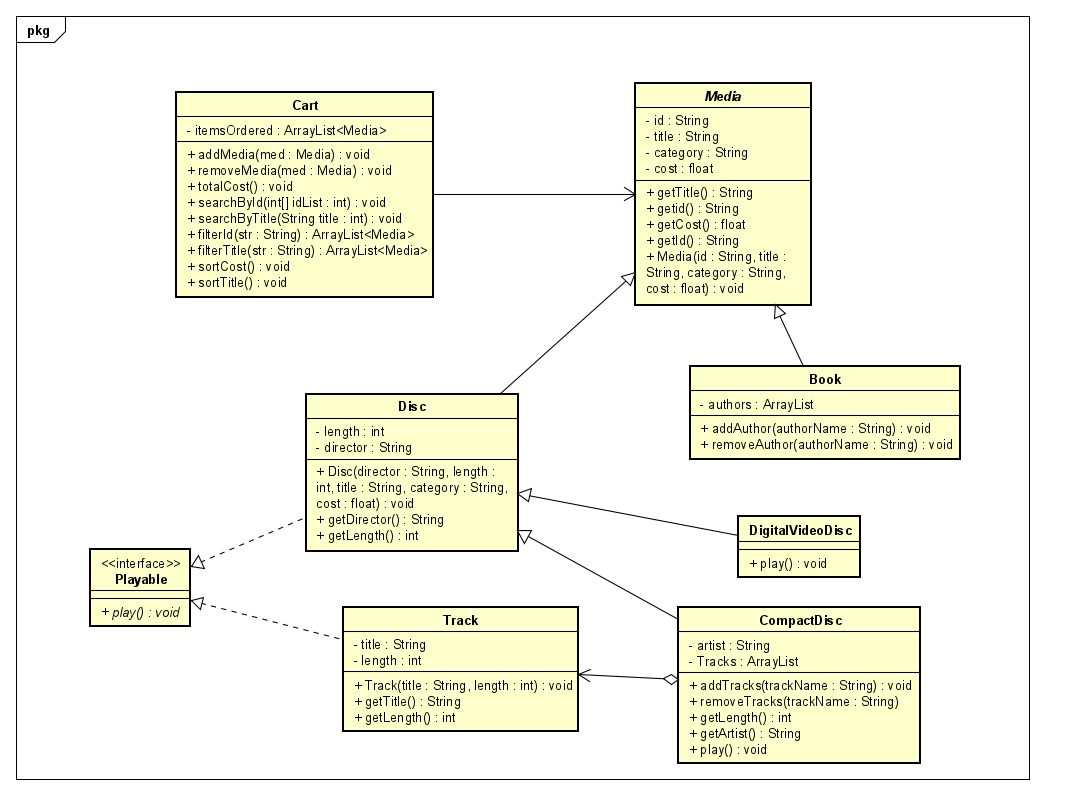 pkg
Cart
- itemsOrdered : ArrayList<Media>
+ addMedia(med : Media) : void
+ removeMedia(med : Media) : void
+ totalCost() : void
+ searchById(int[] idList : int) : void
+ searchByTitle(String title : int) : void
+ filterId(str : String) : ArrayList<Media>
+ filterTitle(str : String) : ArrayList<Media>
+ sortCost() : void
+ sortTitle() : void
Media
- id : String
- title : String
- category : String
- cost : float
+ getTitle() : String
+ getid() : String
+ getCost() : float
+ getId() : String
+ Media(id : String, title :
String, category : String,
cost : float) : void
Book
- authors : ArrayList
+ addAuthor(authorName : String) : void
+ removeAuthor(authorName : String) : void
Disc
- length : int
- director : String
+ Disc(director : String, length :
int, title : String, category : String,
cost : float) : void
+ getDirector() : String
+ getLength() : int
DigitalVideoDisc
+ play() : void
<<interface>>
Playable
+ play() : void
Track
- title : String
- length : int
+ Track(title : String, length : int) : void
+ getTitle() : String
+ getLength() : int
CompactDisc
- artist : String
- Tracks : ArrayList
+ addTracks(trackName : String) : void
+ removeTracks(trackName : String)
+ getLength() : int
+ getArtist() : String
+ play() : void